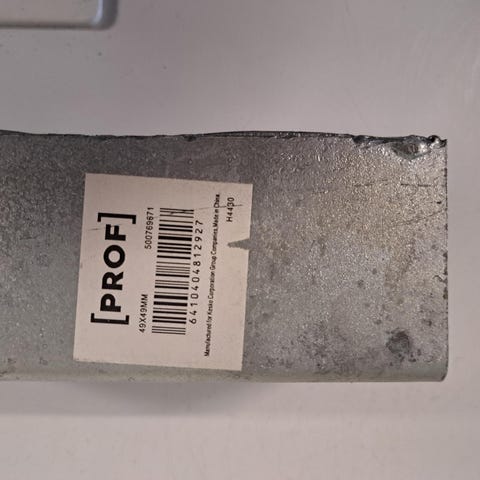 [PROF]
49X49MM 500769671
6410404812927
Manufactured for Kesko Corporation Group Companies, Made in China.
H4430